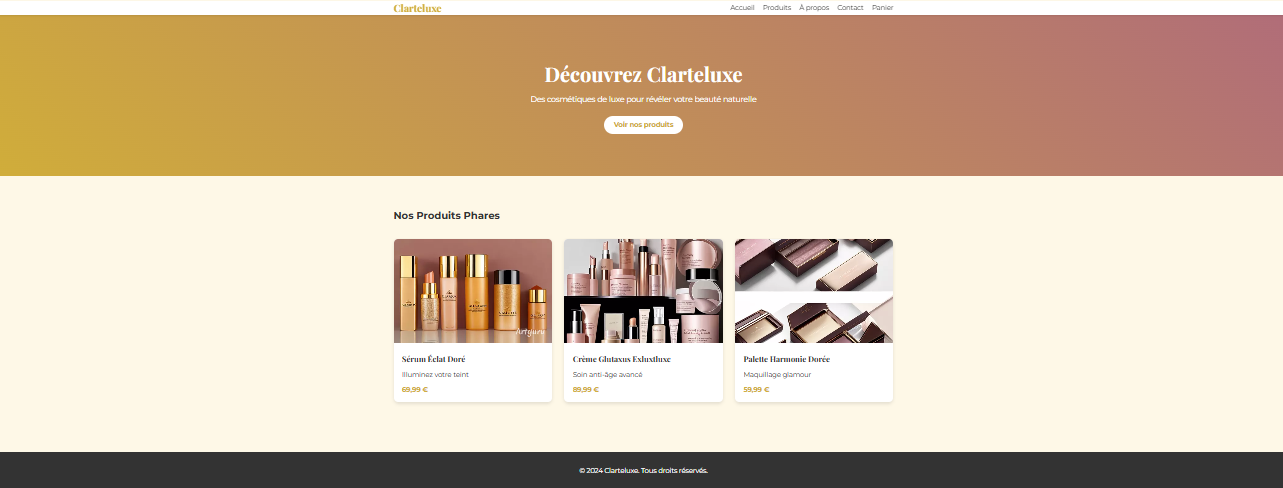 Clarteluxe
Accueil Produits À propos Contact Panier
Découvrez Clarteluxe
Des cosmétiques de luxe pour révéler votre beauté naturelle
Voir nos produits
Nos Produits Phares
Artguru
Sérum Éclat Doré
Illuminez votre teint
69,99 €
Crème Glutaxus Exluxtluxe
Soin anti-âge avancé
89,99 €
Palette Harmonie Dorée
Maquillage glamour
59,99 €
© 2024 Clarteluxe. Tous droits réservés.